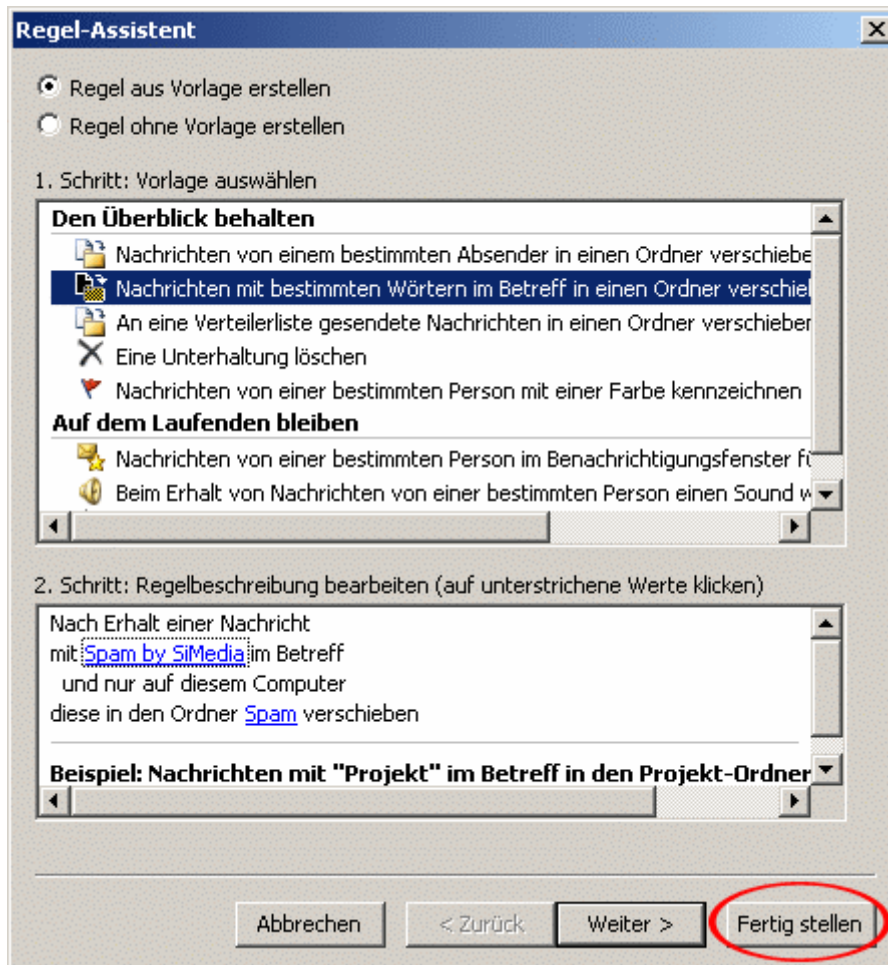 Regel-Assistent
Regel aus Vorlage erstellen
Regel ohne Vorlage erstellen
1. Schritt: Vorlage auswählen
Den Überblick behalten
Nachrichten von einem bestimmten Absender in einen Ordner verschiebe
Nachrichten mit bestimmten Wörtern im Betreff in einen Ordner verschie
An eine Verteilerliste gesendete Nachrichten in einen Ordner verschieben
Eine Unterhaltung löschen
Nachrichten von einer bestimmten Person mit einer Farbe kennzeichnen
Auf dem Laufenden bleiben
Nachrichten von einer bestimmten Person im Benachrichtigungsfenster fü
Beim Erhalt von Nachrichten von einer bestimmten Person einen Sound w
2. Schritt: Regelbeschreibung bearbeiten (auf unterstrichene Werte klicken)
Nach Erhalt einer Nachricht
mit Spam by SiMedia im Betreff
und nur auf diesem Computer
diese in den Ordner Spam verschieben
Beispiel: Nachrichten mit "Projekt" im Betreff in den Projekt-Ordner
Abbrechen
< Zurück
Weiter >
Fertig stellen